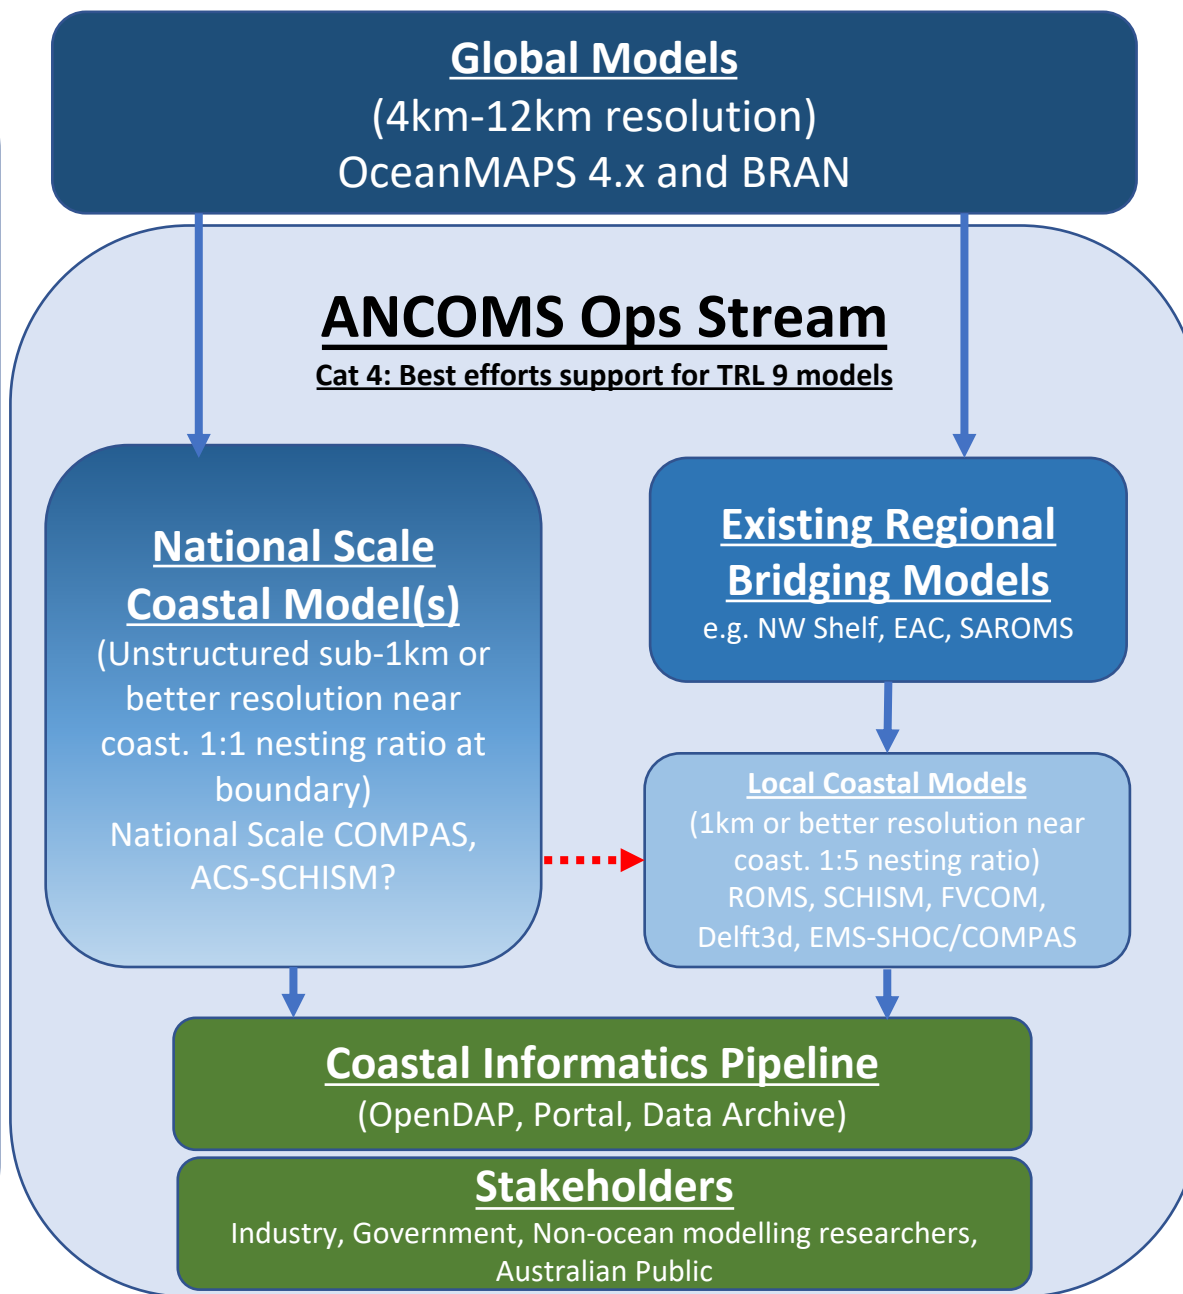 Global Models
(4km-12km resolution)
OceanMAPS 4.x and BRAN
ANCOMS Ops Stream
Cat 4: Best efforts support for TRL 9 models
National Scale
Coastal Model(s)
(Unstructured sub-1km or
better resolution near
coast. 1:1 nesting ratio at
boundary)
National Scale COMPAS,
ACS-SCHISM?
Existing Regional
Bridging Models
e.g. NW Shelf, EAC, SAROMS
Local Coastal Models
(1km or better resolution near
coast. 1:5 nesting ratio)
ROMS, SCHISM, FVCOM,
Delft3d, EMS-SHOC/COMPAS
Coastal Informatics Pipeline
(OpenDAP, Portal, Data Archive)
Stakeholders
Industry, Government, Non-ocean modelling researchers,
Australian Public